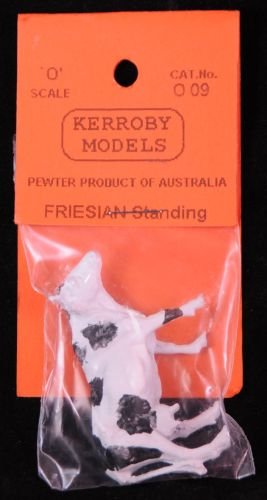 'O'
SCALE
CAT.No.
O 09
KERROBY
MODELS
PEWTER PRODUCT OF AUSTRALIA
FRIESIAN Standing